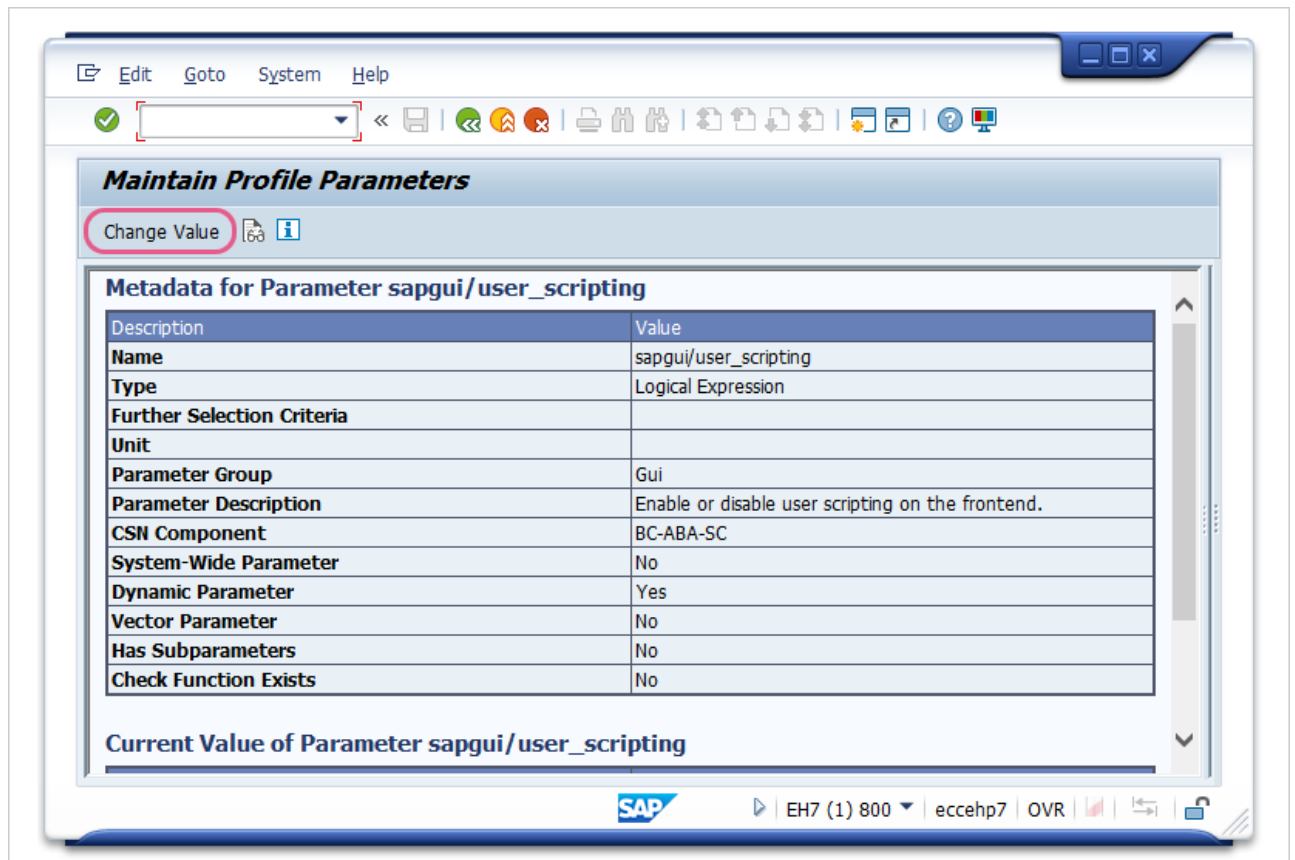 Edit Goto System Help
Maintain Profile Parameters
Change Value
Metadata for Parameter sapgui/user_scripting
Description Value
Name sapgui/user_scripting
Type Logical Expression
Further Selection Criteria
Unit
Parameter Group Gui
Parameter Description Enable or disable user scripting on the frontend.
CSN Component BC-ABA-SC
System-Wide Parameter No
Dynamic Parameter Yes
Vector Parameter No
Has Subparameters No
Check Function Exists No
Current Value of Parameter sapgui/user_scripting
SAP EH7 (1) 800 eccehp7 OVR